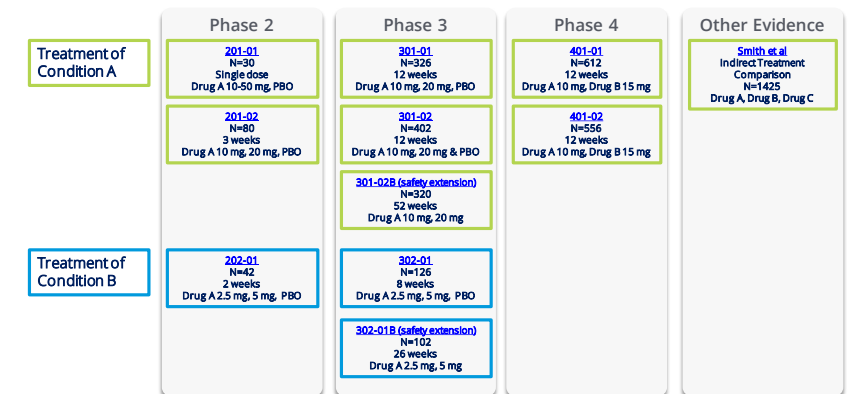 Phase 2
Phase 3
Phase 4
Other Evidence
Treatment of
Condition A
201-01
N=30
Single dose
Drug A 10-50 mg, PBO
301-01
N=326
12 weeks
Drug A 10 mg, 20 mg, PBO
401-01
N=612
12 weeks
Drug A 10 mg, Drug B 15 mg
Smith et al
Indirect Treatment
Comparison
N=1425
Drug A, Drug B, Drug C
201-02
N=80
3 weeks
Drug A 10 mg, 20 mg, PBO
301-02
N=402
12 weeks
Drug A 10 mg, 20 mg & PBO
401-02
N=556
12 weeks
Drug A 10 mg, Drug B 15 mg
301-02B (safety extension)
N=320
52 weeks
Drug A 10 mg, 20 mg
Treatment of
Condition B
202-01
N=42
2 weeks
Drug A 2.5 mg, 5 mg, PBO
302-01
N=126
8 weeks
Drug A 2.5 mg, 5 mg, PBO
302-01B (safety extension)
N=102
26 weeks
Drug A 2.5 mg, 5 mg